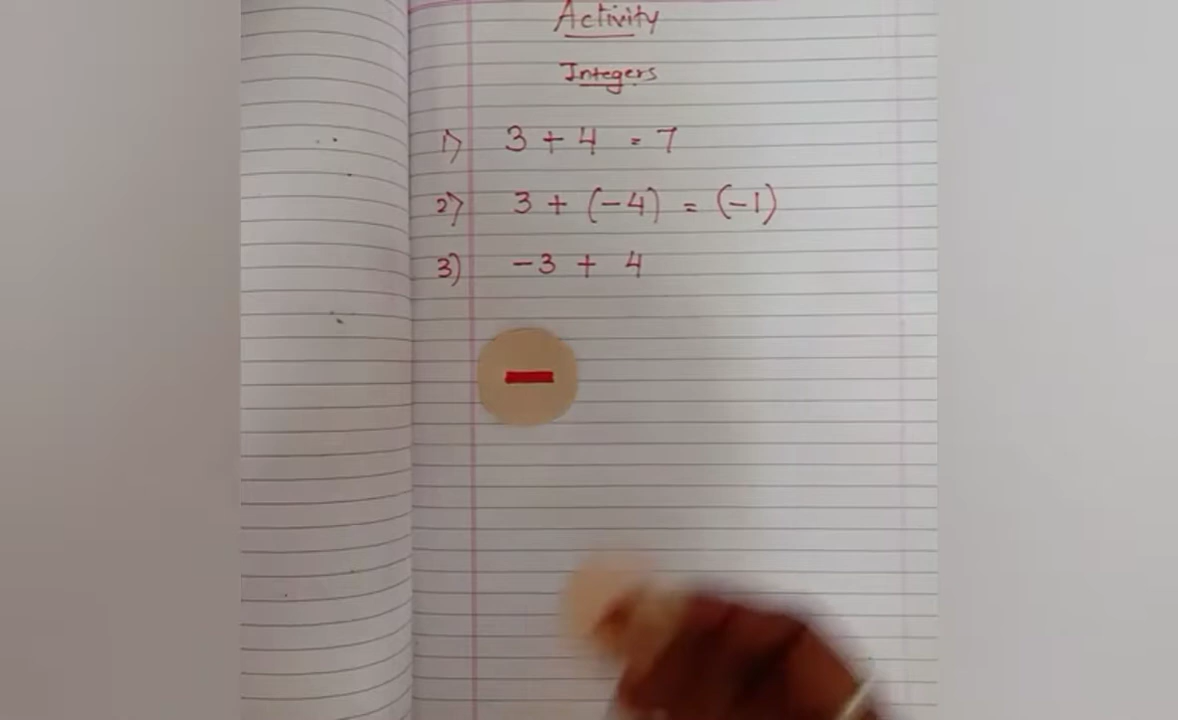 Activity
Integers
1) 3 + 4 = 7
2) 3 + (-4) = (-1)
3) -3 + 4
−